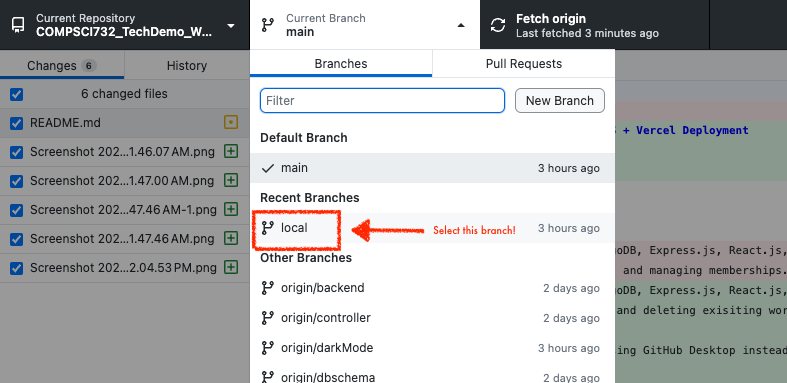 Current Repository
COMPSCI732_TechDemo_W...
Current Branch
main
Fetch origin
Last fetched 3 minutes ago
Changes 6
History
6 changed files
README.md
Screenshot 202...1.46.07 AM.png
Screenshot 202...1.47.00 AM.png
Screenshot 202...47.46 AM-1.png
Screenshot 202...1.47.46 AM.png
Screenshot 202...2.04.53 PM.png
Branches
Pull Requests
Filter
New Branch
Default Branch
main
3 hours ago
Recent Branches
local
Select this branch!
3 hours ago
Other Branches
origin/backend
2 days ago
origin/controller
2 days ago
origin/darkMode
3 hours ago
origin/dbschema
2 days ago
+ Vercel Deployment
oDB, Express.js, React.js,
and managing memberships.
oDB, Express.js, React.js,
and deleting exisiting wor
ing GitHub Desktop instead